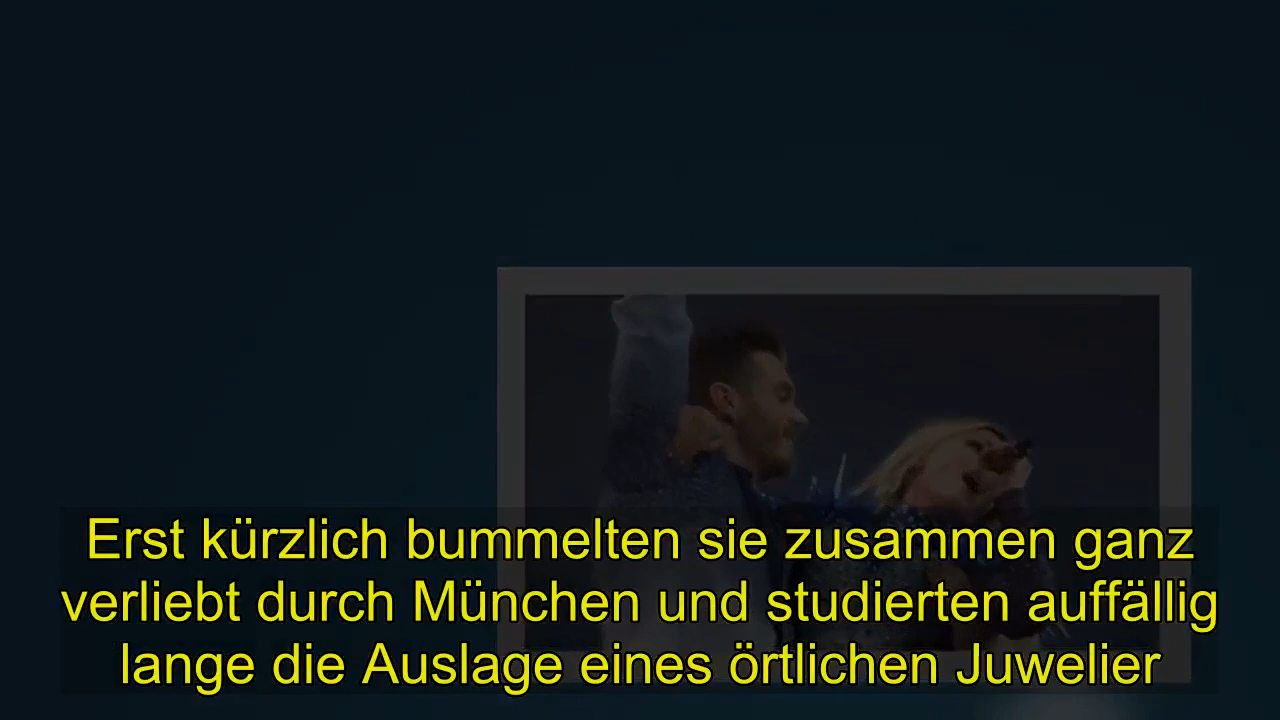 Erst kürzlich bummelten sie zusammen ganz
verliebt durch München und studierten auffällig
lange die Auslage eines örtlichen Juwelier